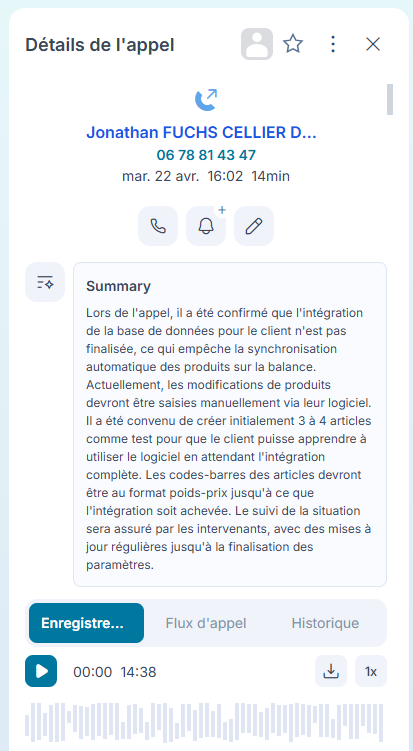 Détails de l'appel
Jonathan FUCHS CELLIER D...
06 78 81 43 47
mar. 22 avr. 16:02 14min
+
Summary
Lors de l'appel, il a été confirmé que l'intégration
de la base de données pour le client n'est pas
finalisée, ce qui empêche la synchronisation
automatique des produits sur la balance.
Actuellement, les modifications de produits
devront être saisies manuellement via leur logiciel.
Il a été convenu de créer initialement 3 à 4 articles
comme test pour que le client puisse apprendre à
utiliser le logiciel en attendant l'intégration
complète. Les codes-barres des articles devront
être au format poids-prix jusqu'à ce que
l'intégration soit achevée. Le suivi de la situation
sera assuré par les intervenants, avec des mises à
jour régulières jusqu'à la finalisation des
paramètres.
Enregistre... Flux d'appel Historique
00:00 14:38 1x